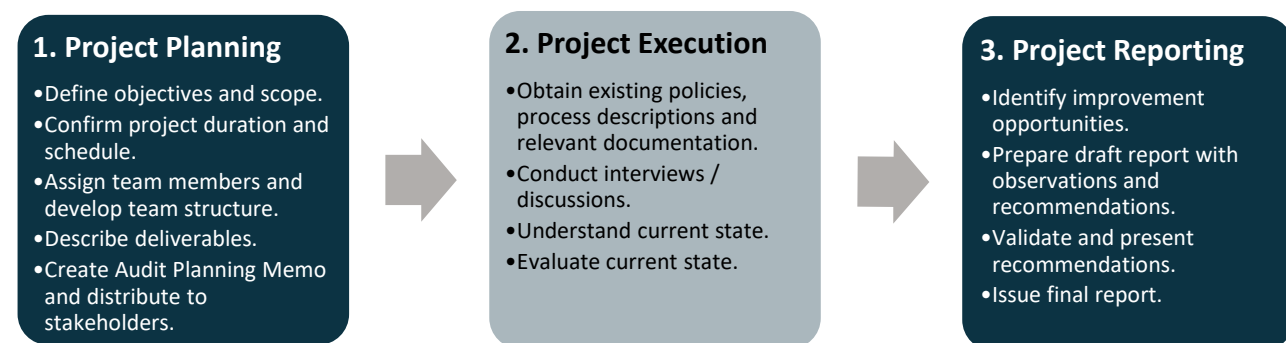 1. Project Planning
•Define objectives and scope.
•Confirm project duration and
schedule.
•Assign team members and
develop team structure.
•Describe deliverables.
•Create Audit Planning Memo
and distribute to
stakeholders.
2. Project Execution
•Obtain existing policies,
process descriptions and
relevant documentation.
•Conduct interviews /
discussions.
•Understand current state.
•Evaluate current state.
3. Project Reporting
•Identify improvement
opportunities.
•Prepare draft report with
observations and
recommendations.
•Validate and present
recommendations.
•Issue final report.